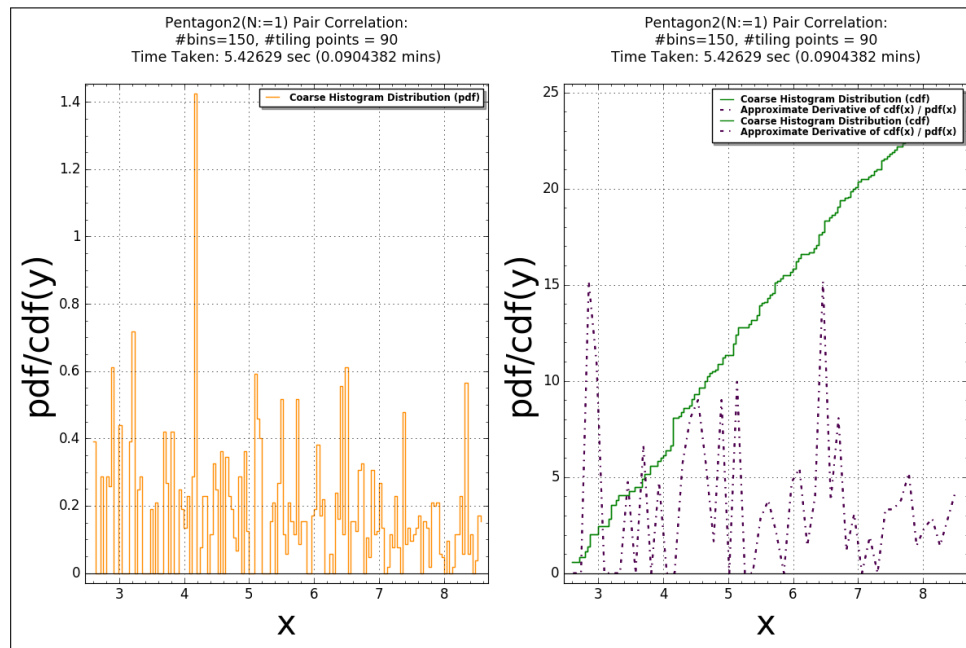 Pentagon2(N:=1) Pair Correlation:
#bins=150, #tiling points = 90
Time Taken: 5.42629 sec (0.0904382 mins)
Coarse Histogram Distribution (pdf)
1.4
1.2
1
0.8
0.6
0.4
0.2
0
pdf/cdf(y)
3 4 5 6 7 8
x
Pentagon2(N:=1) Pair Correlation:
#bins=150, #tiling points = 90
Time Taken: 5.42629 sec (0.0904382 mins)
Coarse Histogram Distribution (cdf)
Approximate Derivative of cdf(x) / pdf(x)
Coarse Histogram Distribution (cdf)
Approximate Derivative of cdf(x) / pdf(x)
25
20
15
10
5
0
pdf/cdf(y)
3 4 5 6 7 8
x